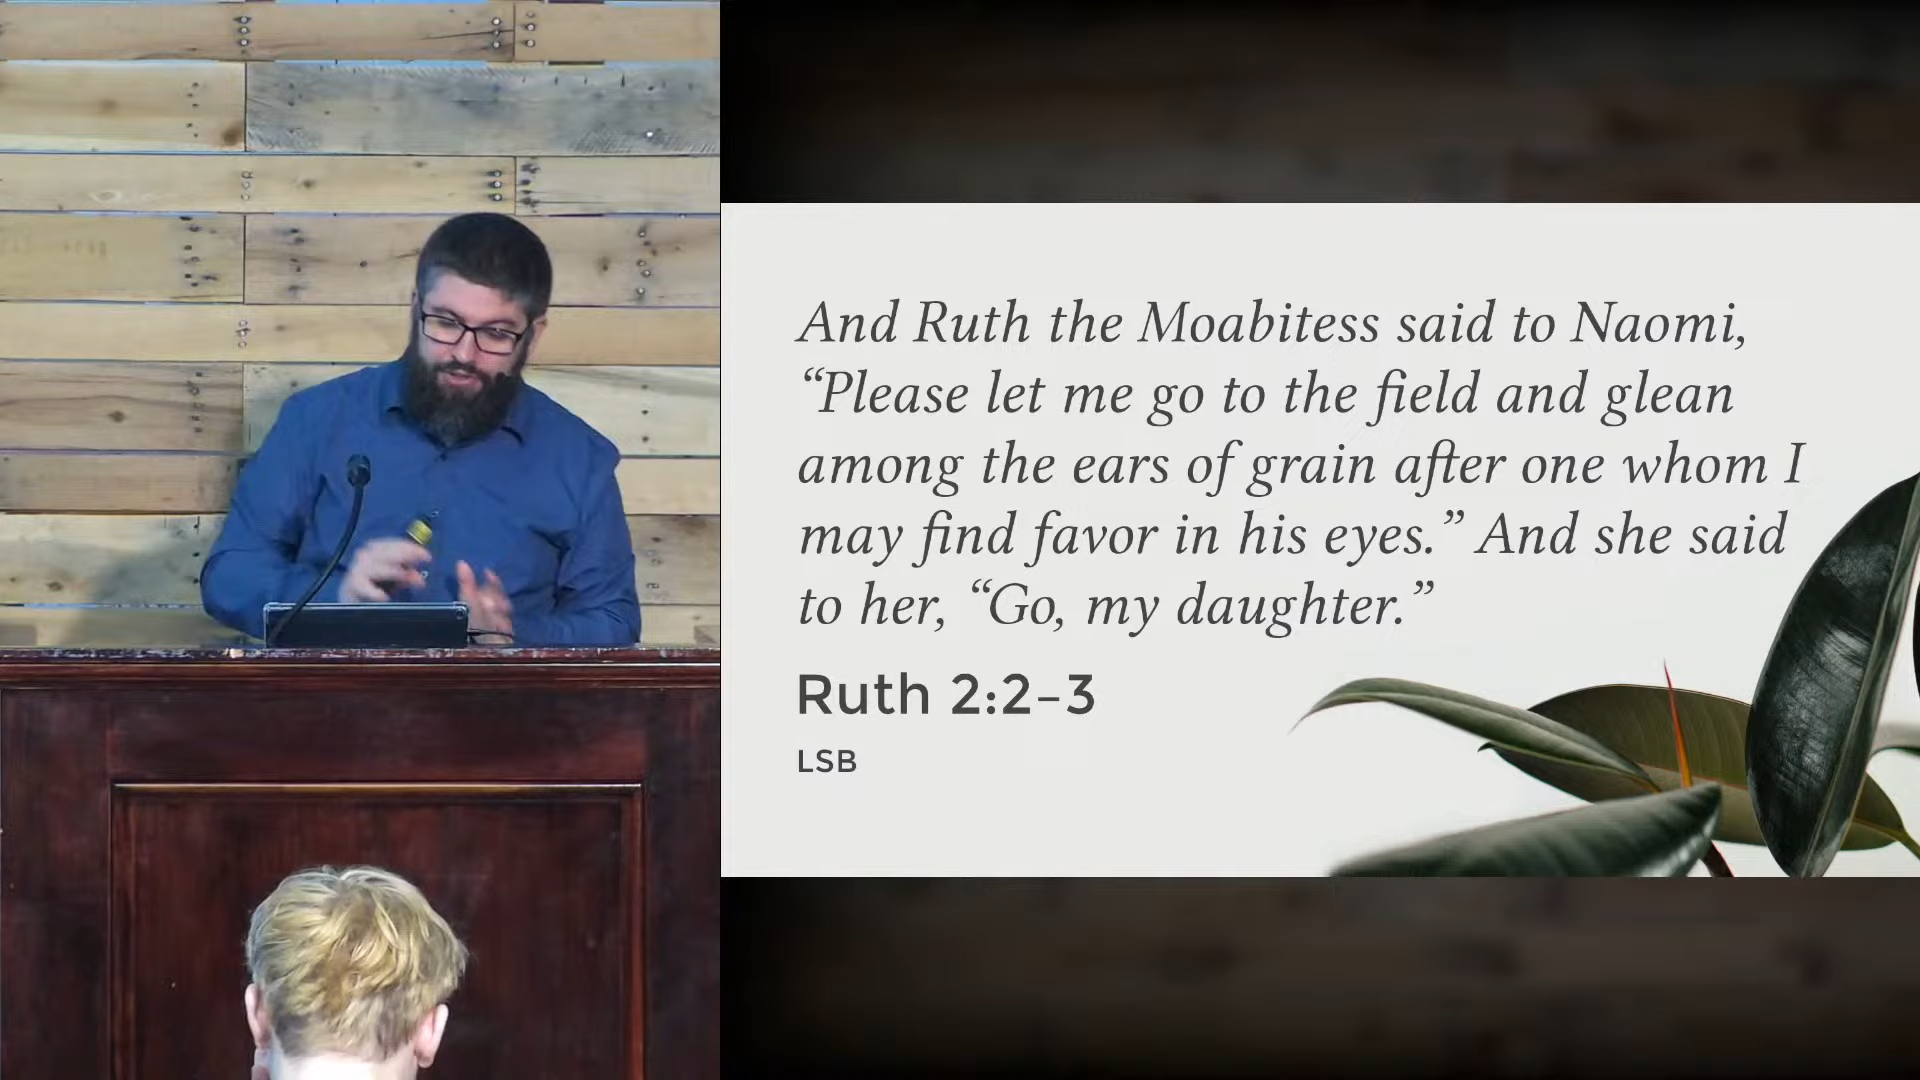 And Ruth the Moabitess said to Naomi,
“Please let me go to the field and glean
among the ears of grain after one whom I
may find favor in his eyes.” And she said
to her, “Go, my daughter.”
Ruth 2:2–3
LSB